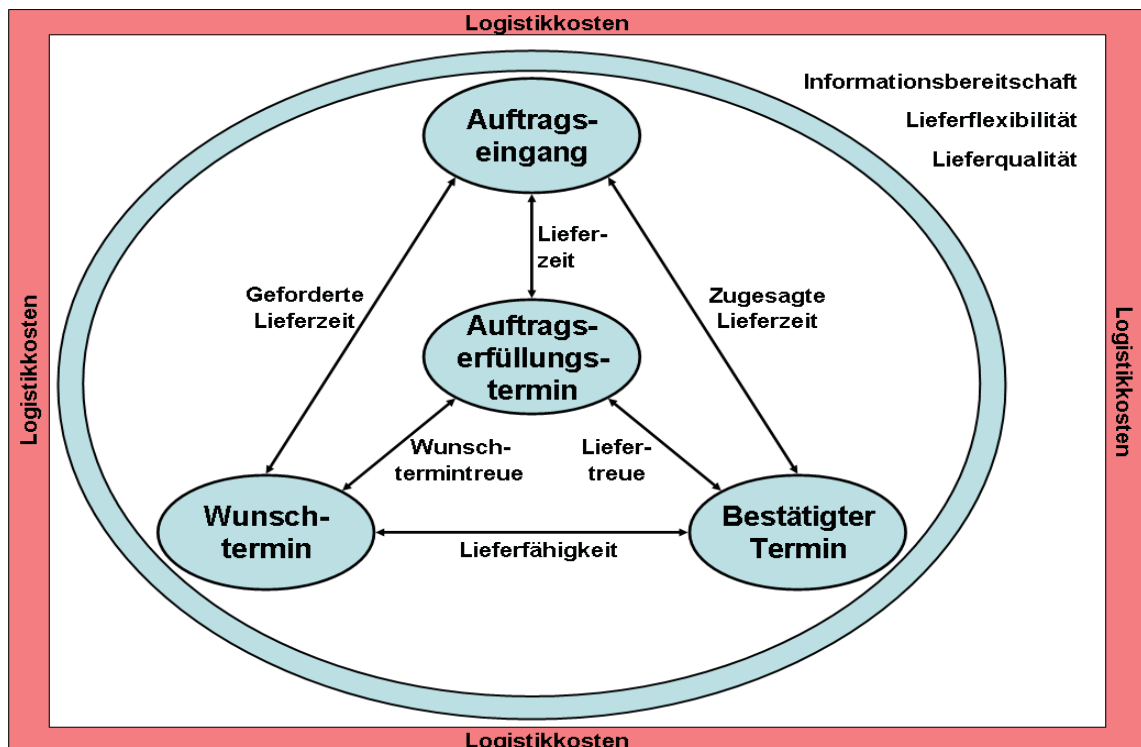 Logistikkosten
Informationsbereitschaft
Lieferflexibilität
Lieferqualität
Auftrags-
eingang
Liefer-
zeit
Geforderte
Lieferzeit
Zugesagte
Lieferzeit
Auftrags-
erfüllungs-
termin
Logistikkosten
Logistikkosten
Wunsch-
termintreue
Liefer-
treue
Wunsch-
termin
Bestätigter
Termin
Lieferfähigkeit
Logistikkosten